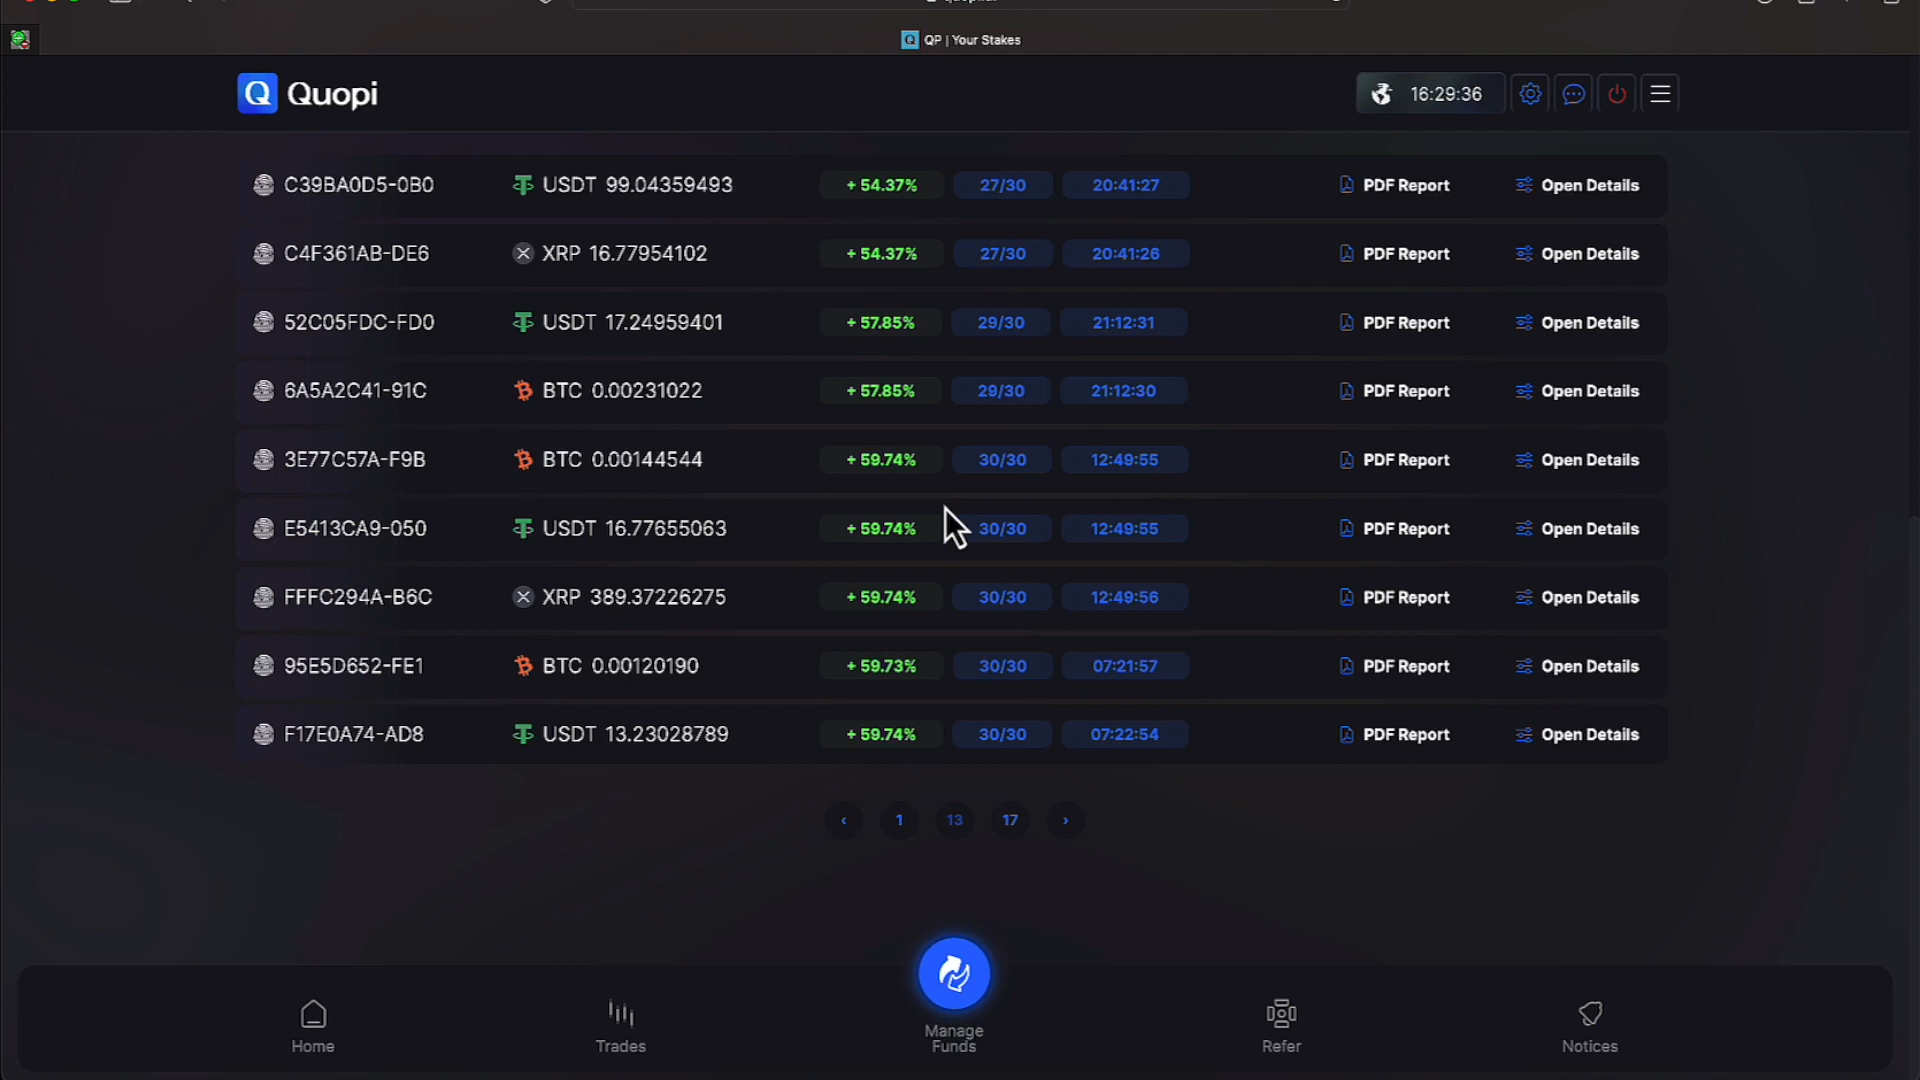 QP | Your Stakes
Quopi
16:29:36
C39BA0D5-0B0 USDT 99.04359493 + 54.37% 27/30 20:41:27 PDF Report Open Details
C4F361AB-DE6 XRP 16.77954102 + 54.37% 27/30 20:41:26 PDF Report Open Details
52C05FDC-FD0 USDT 17.24959401 + 57.85% 29/30 21:12:31 PDF Report Open Details
6A5A2C41-91C BTC 0.00231022 + 57.85% 29/30 21:12:30 PDF Report Open Details
3E77C57A-F9B BTC 0.00144544 + 59.74% 30/30 12:49:55 PDF Report Open Details
E5413CA9-050 USDT 16.77655063 + 59.74% 30/30 12:49:55 PDF Report Open Details
FFFC294A-B6C XRP 389.37226275 + 59.74% 30/30 12:49:56 PDF Report Open Details
95E5D652-FE1 BTC 0.00120190 + 59.73% 30/30 07:21:57 PDF Report Open Details
F17E0A74-AD8 USDT 13.23028789 + 59.74% 30/30 07:22:54 PDF Report Open Details
‹ 1 13 17 ›
Home
Trades
Manage
Funds
Refer
Notices